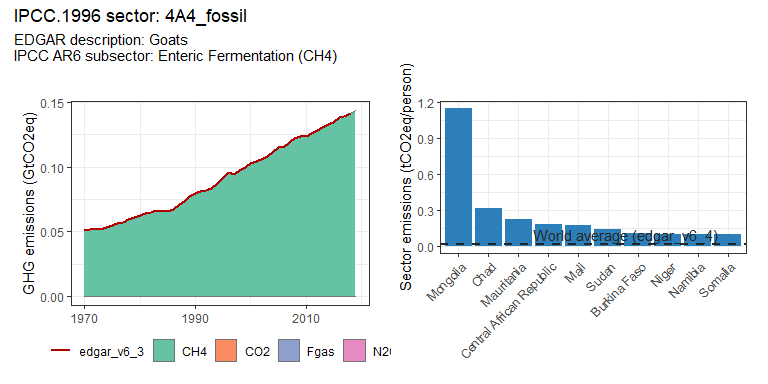 IPCC.1996 sector: 4A4_fossil
EDGAR description: Goats
IPCC AR6 subsector: Enteric Fermentation (CH4)
GHG emissions (GtCO2eq)
0.15
0.10
0.05
0.00
1970
1990
2010
edgar_v6_3
CH4
CO2
Fgas
N2
Sector emissions (tCO2eq/person)
1.2
0.9
0.6
0.3
0.0
World average (edgar_v6_4)
Mongolia
Chad
Mauritania
Central African Republic
Mali
Sudan
Burkina Faso
Niger
Namibia
Somalia